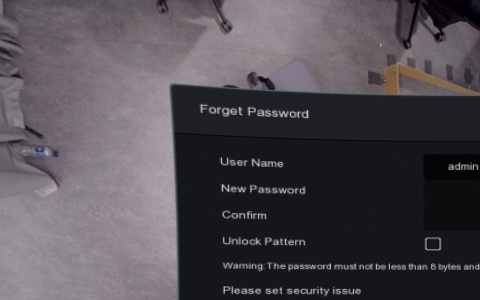 Forget Password
User Name admin
New Password
Confirm
Unlock Pattern
Warning:The password must not be less than 8 bytes and
Please set security issue